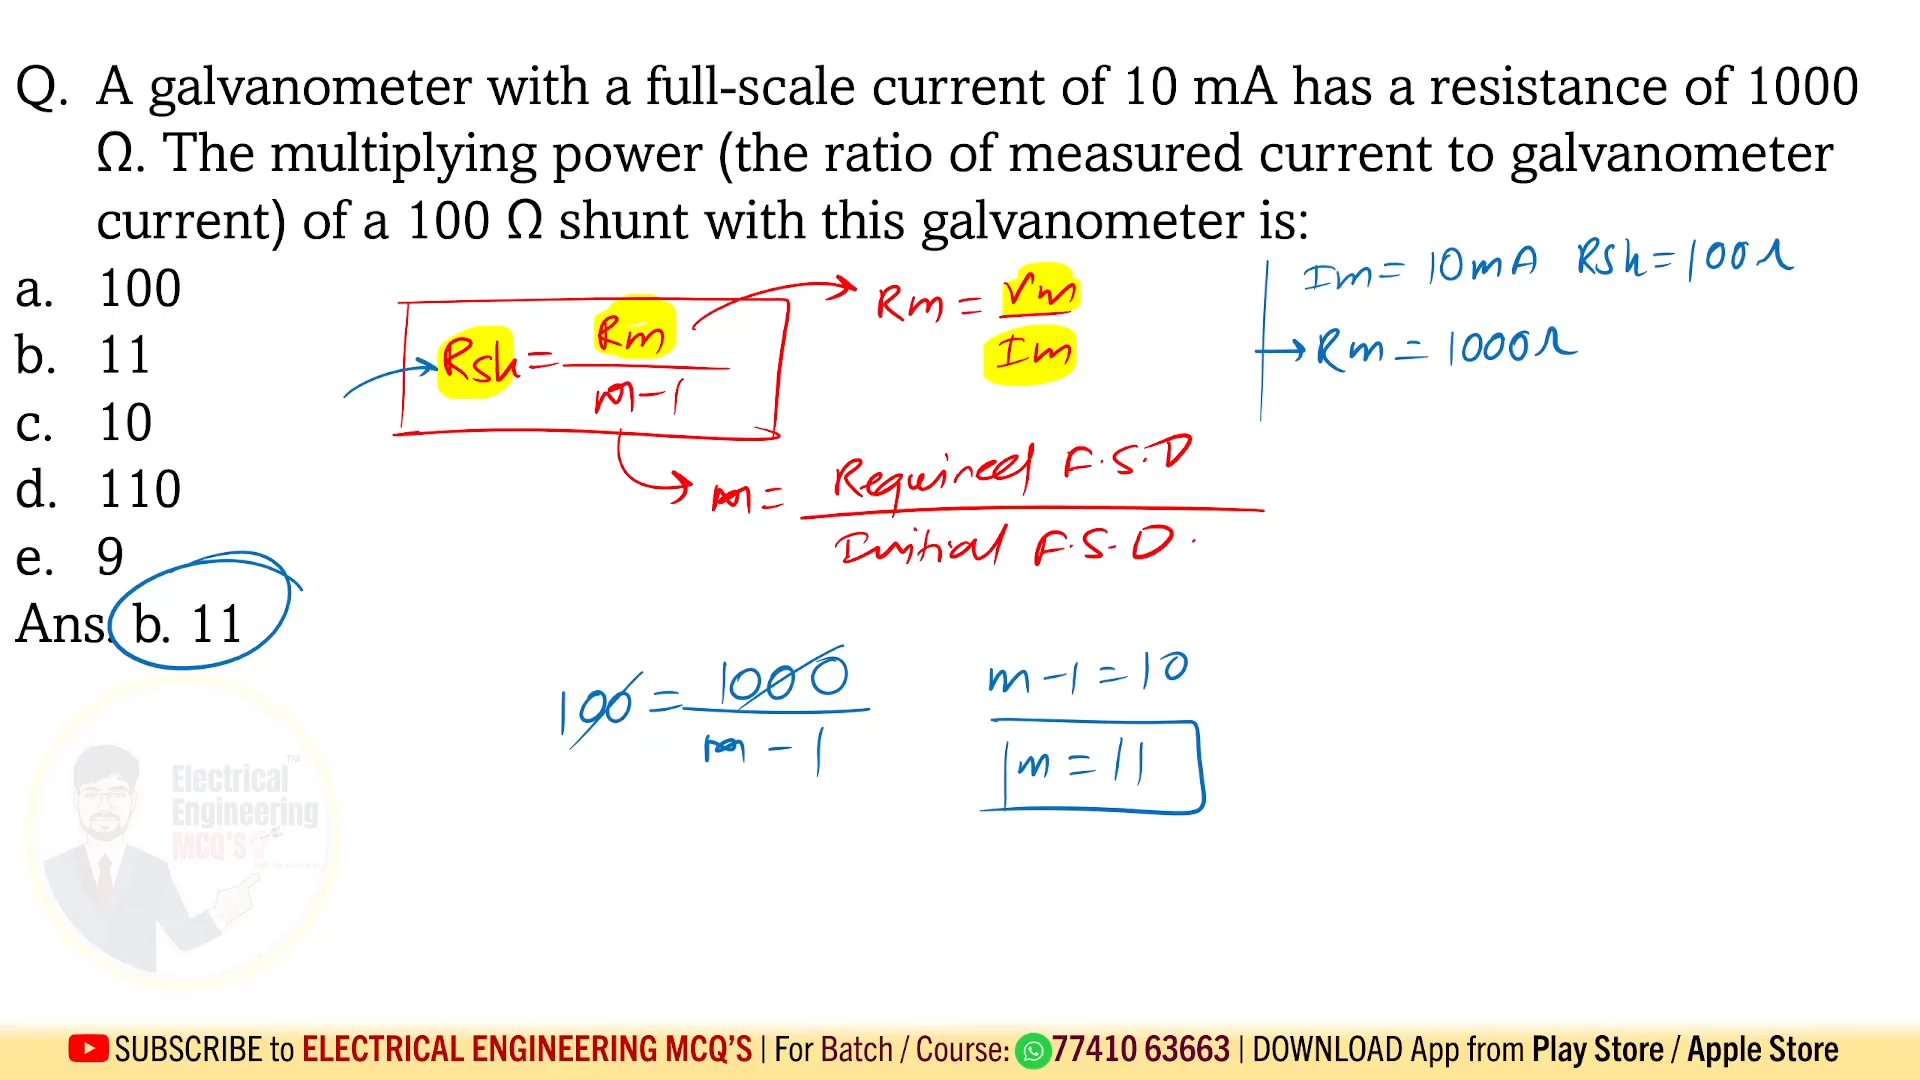 Q. A galvanometer with a full-scale current of 10 mA has a resistance of 1000
Ω. The multiplying power (the ratio of measured current to galvanometer
current) of a 100 Ω shunt with this galvanometer is:
a. 100
b. 11
c. 10
d. 110
e. 9
Ans. b. 11
Im = 10mA Rsh = 100Ω
Rm = 1000Ω
Rsh = Rm / m-1
Rm = Vm / Im
m = Required F.S.D / Initial F.S.D.
100 = 1000 / m - 1
m - 1 = 10
m = 11
Electrical™
Engineering
MCQ'S
SUBSCRIBE to ELECTRICAL ENGINEERING MCQ'S | For Batch / Course: 77410 63663 | DOWNLOAD App from Play Store / Apple Store